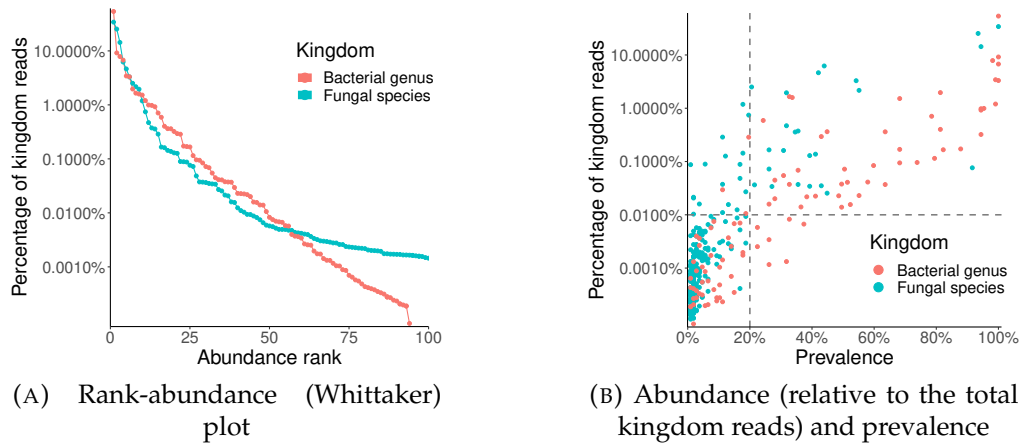 Percentage of kingdom reads
10.0000%
1.0000%
0.1000%
0.0100%
0.0010%
Kingdom
Bacterial genus
Fungal species
0 25 50 75 100
Abundance rank
(A) Rank-abundance (Whittaker)
plot
Percentage of kingdom reads
10.0000%
1.0000%
0.1000%
0.0100%
0.0010%
Kingdom
Bacterial genus
Fungal species
0% 20% 40% 60% 80% 100%
Prevalence
(B) Abundance (relative to the total
kingdom reads) and prevalence